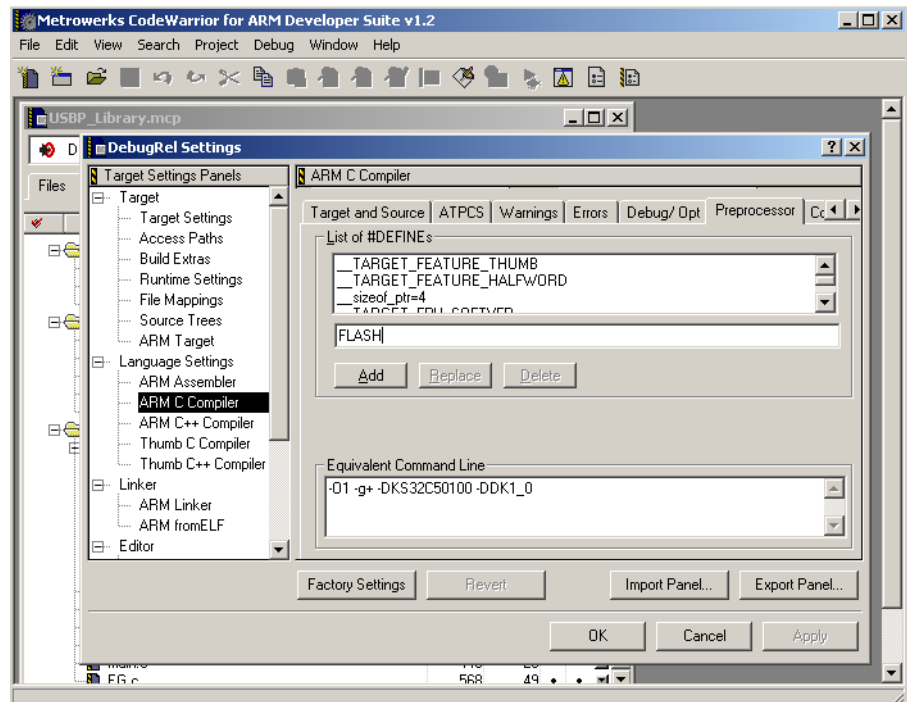 Metrowerks CodeWarrior for ARM Developer Suite v1.2
File Edit View Search Project Debug Window Help
USBP_Library.mcp
D
DebugRel Settings
Files
Target Settings Panels
Target
Target Settings
Access Paths
Build Extras
Runtime Settings
File Mappings
Source Trees
ARM Target
Language Settings
ARM Assembler
ARM C Compiler
ARM C++ Compiler
Thumb C Compiler
Thumb C++ Compiler
Linker
ARM Linker
ARM fromELF
Editor
ARM C Compiler
Target and Source ATPCS Warnings Errors Debug/ Opt Preprocessor
List of #DEFINEs
__TARGET_FEATURE_THUMB
__TARGET_FEATURE_HALFWORD
__sizeof_ptr=4
FLASH
Add Replace Delete
Equivalent Command Line
-O1 -g+ -DKS32C50100 -DDK1_0
Factory Settings Revert Import Panel... Export Panel...
OK Cancel Apply
568 49